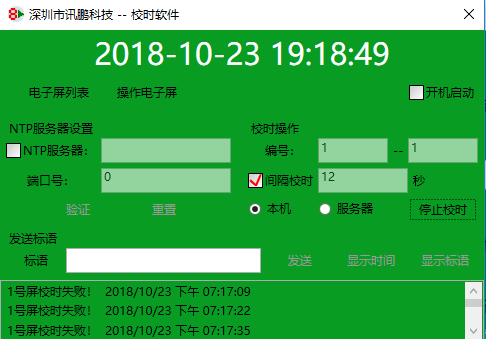 深圳市讯鹏科技 -- 校时软件
2018-10-23 19:18:49
电子屏列表 操作电子屏 开机启动
NTP服务器设置 校时操作
NTP服务器： 编号： 1 -- 1
端口号： 0 间隔校时 12 秒
验证 重置 本机 服务器 停止校时
发送标语
标语 发送 显示时间 显示标语
1号屏校时失败！ 2018/10/23 下午 07:17:09
1号屏校时失败！ 2018/10/23 下午 07:17:22
1号屏校时失败！ 2018/10/23 下午 07:17:35